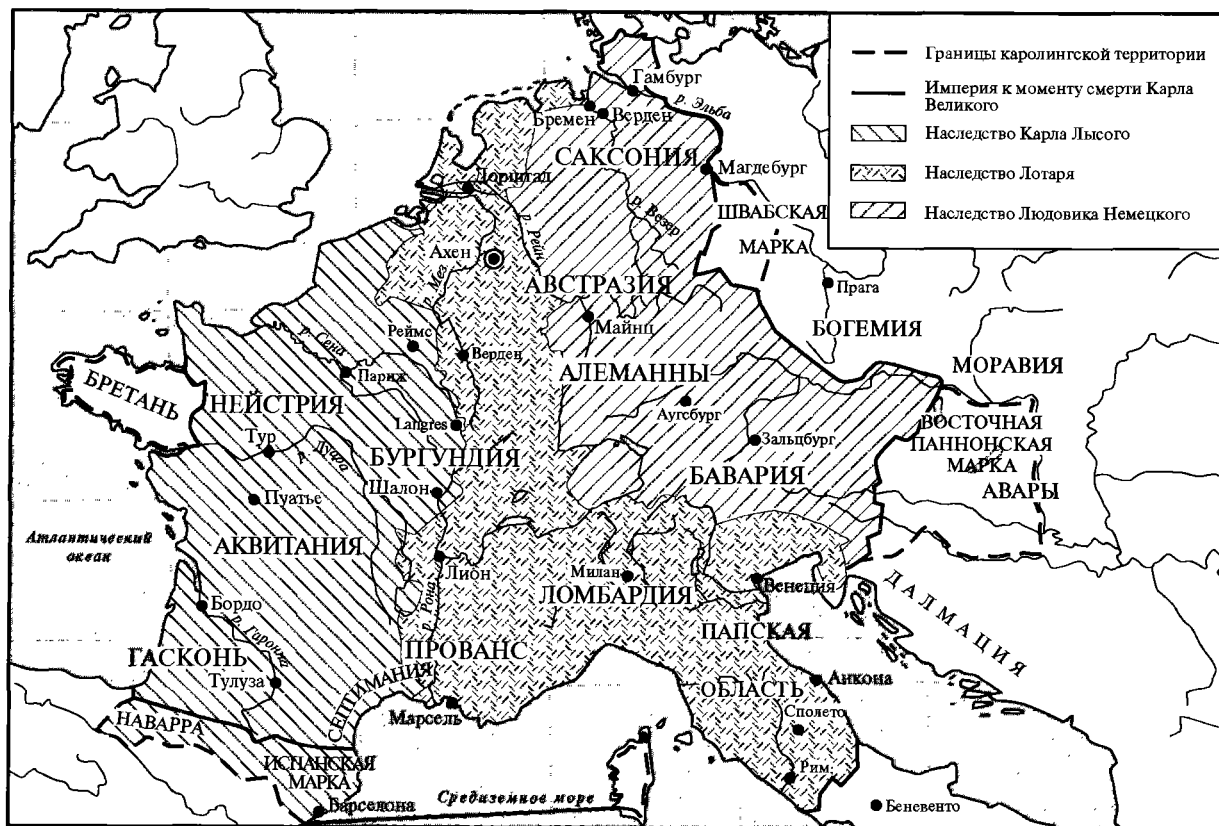 Границы каролингской территории
Империя к моменту смерти Карла
Великого
Наследство Карла Лысого
Наследство Лотаря
Наследство Людовика Немецкого
Гамбург
р. Эльба
Бремен
Верден
САКСОНИЯ
Магдебург
Дорштад
р. Везер
ШВАБСКАЯ
МАРКА
р. Рейн
Ахен
р. Мез
АВСТРАЗИЯ
Прага
Майнц
БОГЕМИЯ
р. Сена
Реймс
Верден
Париж
МОРАВИЯ
БРЕТАНЬ
АЛЕМАННЫ
НЕЙСТРИЯ
Аугсбург
Langres
ВОСТОЧНАЯ
ПАННОНСКАЯ
МАРКА
Тур
р. Луара
Зальцбург
БУРГУНДИЯ
БАВАРИЯ
АВАРЫ
Шалон
Пуатье
Атлантический
океан
АКВИТАНИЯ
Лион
Милан
Венеция
ЛОМБАРДИЯ
ДАЛМАЦИЯ
Бордо
р. Рона
р. Гаронна
ПАПСКАЯ
ГАСКОНЬ
ПРОВАНС
Тулуза
СЕПТИМАНИЯ
ОБЛАСТЬ
Анкона
Марсель
Сполето
НАВАРРА
ИСПАНСКАЯ
МАРКА
Рим
Барселона
Средиземное море
Беневенто